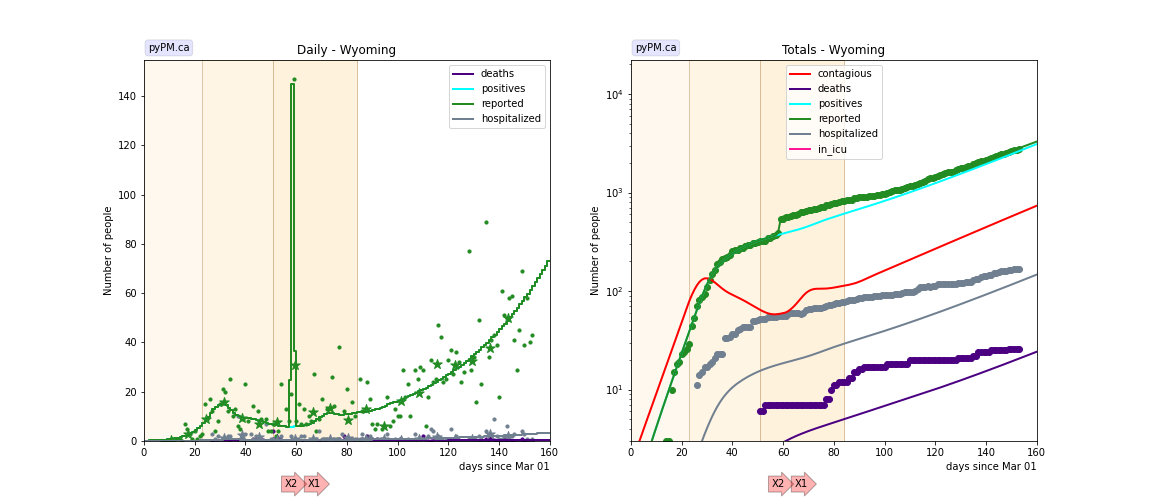 pyPM.ca
Daily - Wyoming
deaths
positives
reported
hospitalized
Number of people
140
120
100
80
60
40
20
0
0 20 40 60 80 100 120 140 160
days since Mar 01
X2 X1
pyPM.ca
Totals - Wyoming
contagious
deaths
positives
reported
hospitalized
in_icu
Number of people
10⁴
10³
10²
10¹
0 20 40 60 80 100 120 140 160
days since Mar 01
X2 X1